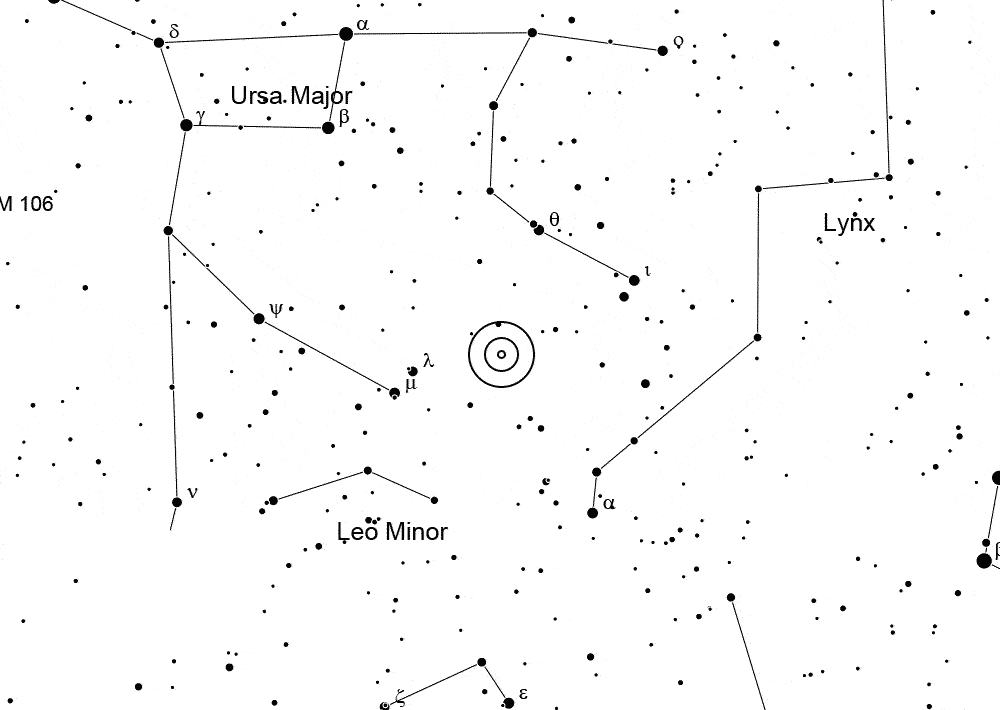 δ
α
ο
Ursa Major
γ
β
M 106
θ
Lynx
ι
ψ
λ
μ
ν
α
Leo Minor
β
ζ
ε